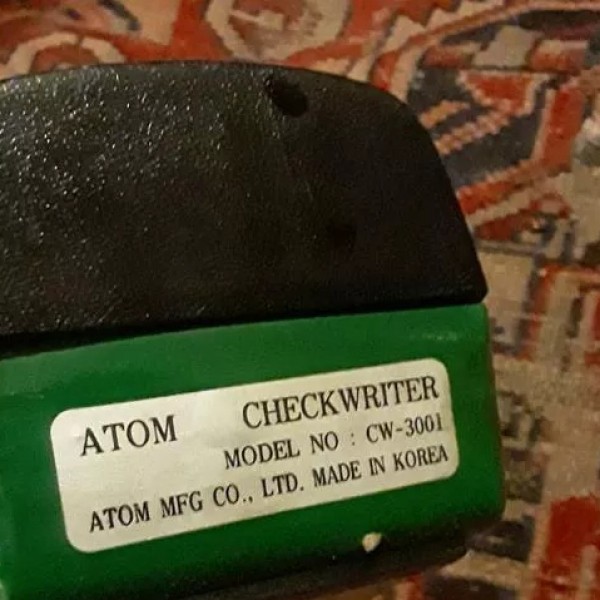 ATOM CHECKWRITER
MODEL NO : CW-3001
ATOM MFG CO., LTD. MADE IN KOREA